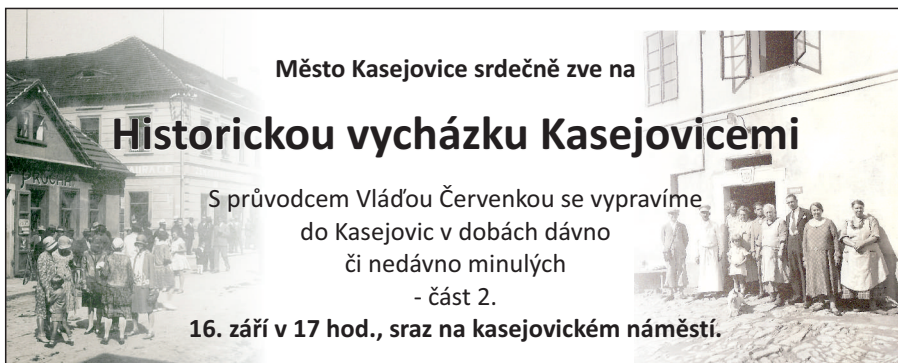 Město Kasejovice srdečně zve na
Historickou vycházku Kasejovicemi
S průvodcem Vláďou Červenkou se vypravíme
do Kasejovic v dobách dávno
či nedávno minulých
- část 2.
16. září v 17 hod., sraz na kasejovickém náměstí.